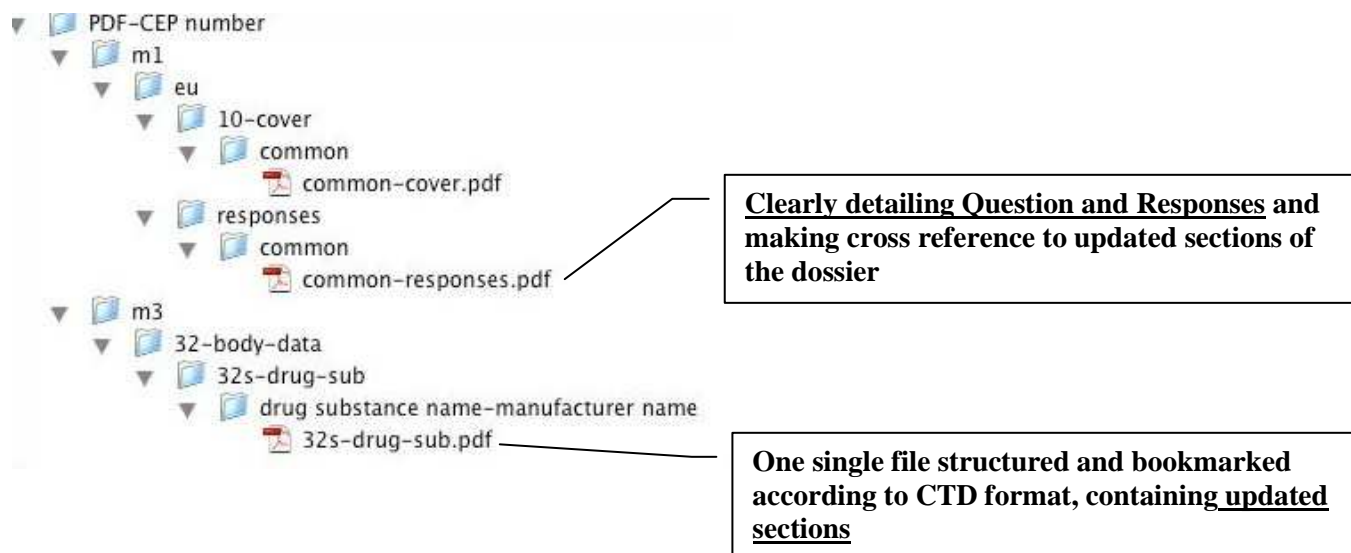 PDF-CEP number
m1
eu
10-cover
common
common-cover.pdf
responses
common
common-responses.pdf
m3
32-body-data
32s-drug-sub
drug substance name-manufacturer name
32s-drug-sub.pdf
Clearly detailing Question and Responses and
making cross reference to updated sections of
the dossier
One single file structured and bookmarked
according to CTD format, containing updated
sections